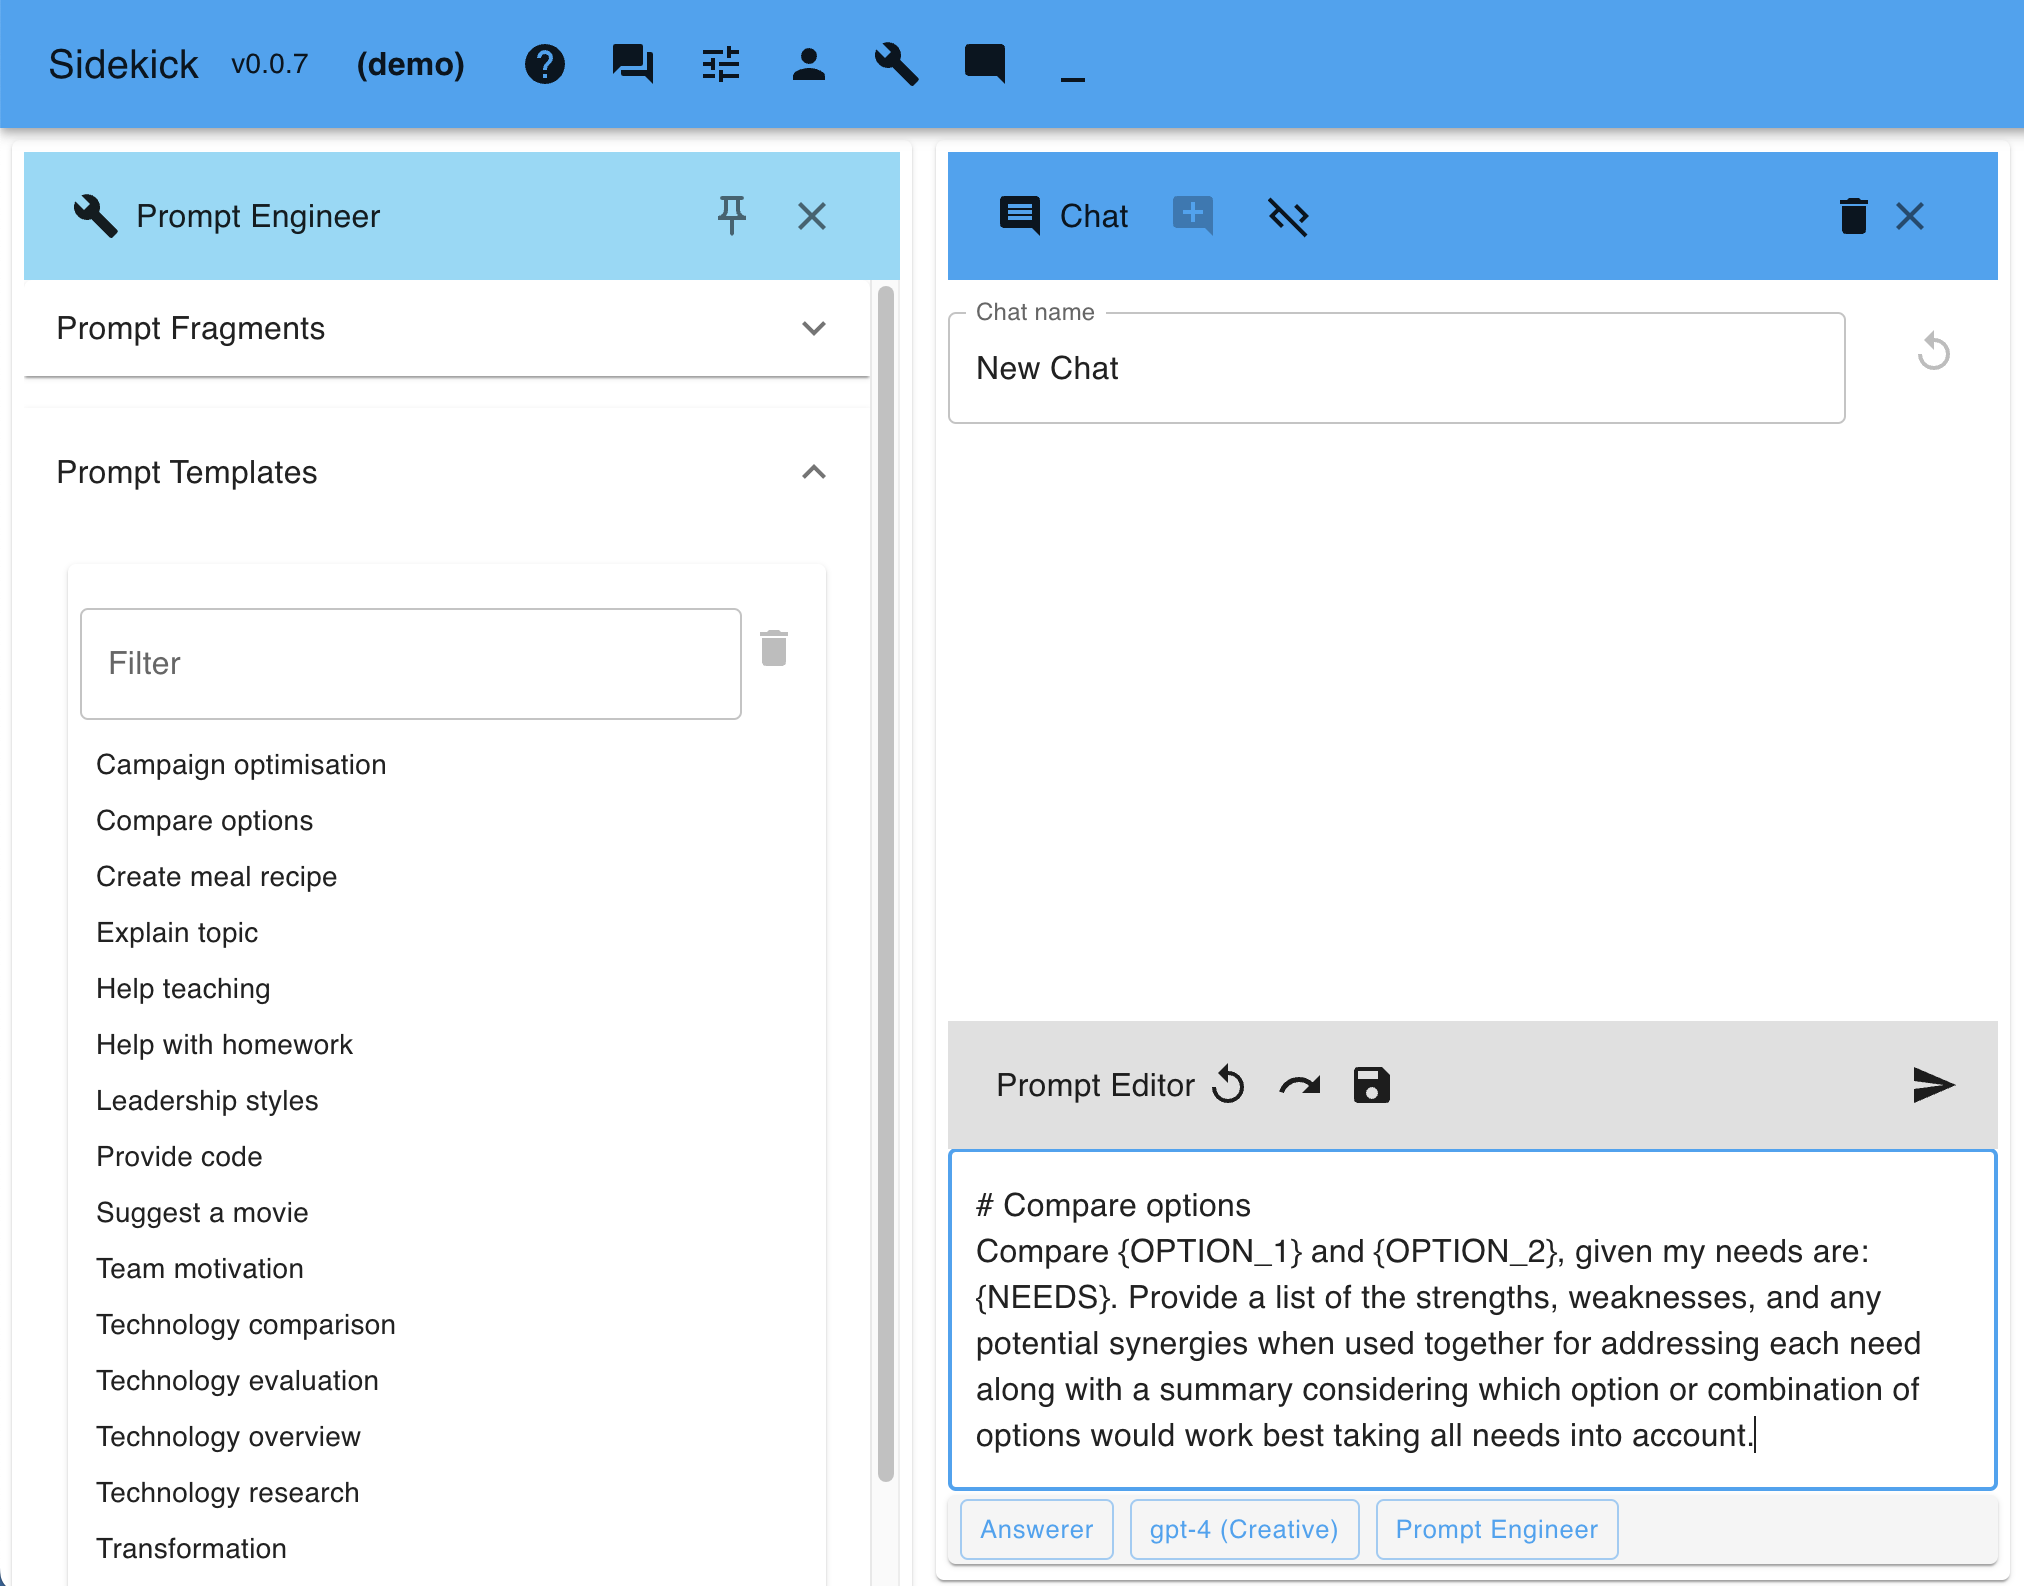 Sidekick v0.0.7 (demo)
Prompt Engineer
Prompt Fragments
Prompt Templates
Filter
Campaign optimisation
Compare options
Create meal recipe
Explain topic
Help teaching
Help with homework
Leadership styles
Provide code
Suggest a movie
Team motivation
Technology comparison
Technology evaluation
Technology overview
Technology research
Transformation
Chat
Chat name
New Chat
Prompt Editor
# Compare options
Compare {OPTION_1} and {OPTION_2}, given my needs are:
{NEEDS}. Provide a list of the strengths, weaknesses, and any
potential synergies when used together for addressing each need
along with a summary considering which option or combination of
options would work best taking all needs into account.
Answerer gpt-4 (Creative) Prompt Engineer